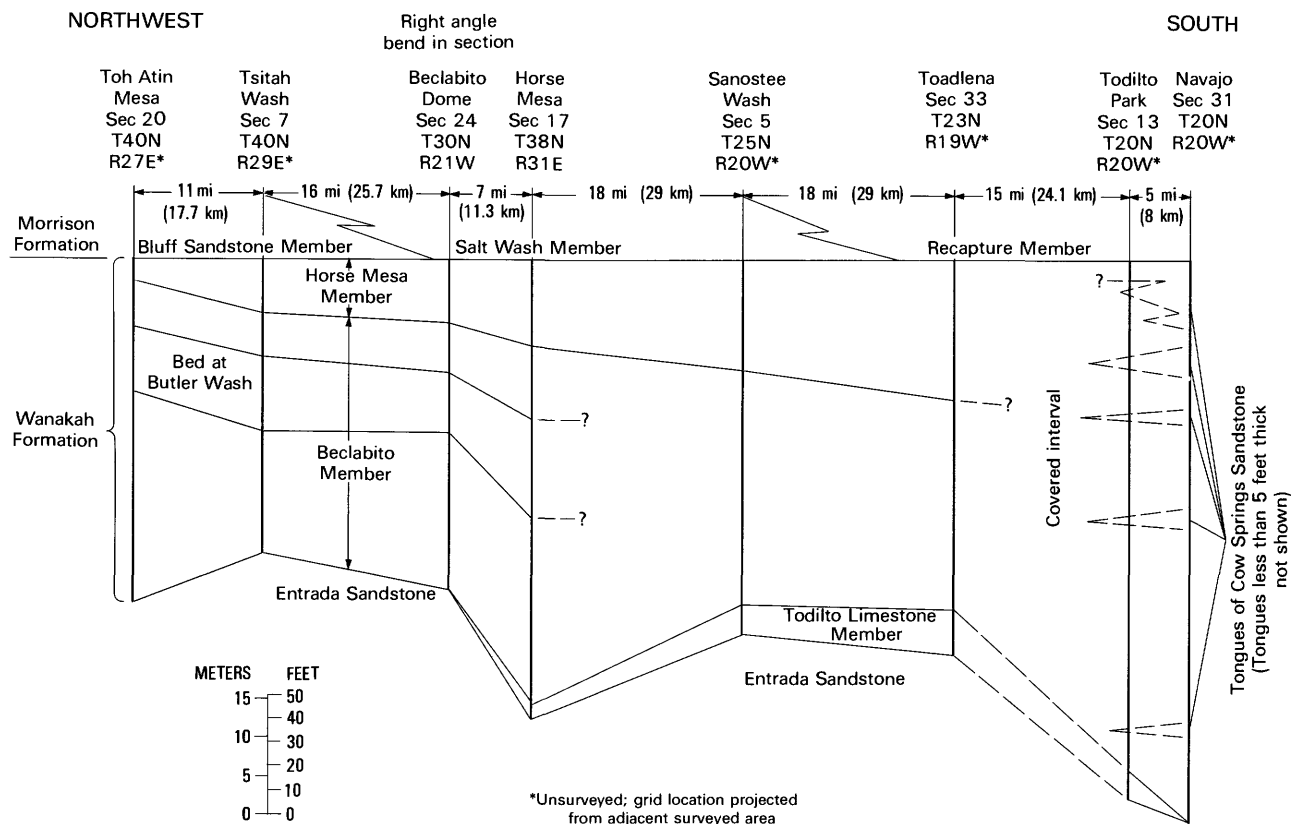 NORTHWEST
Right angle
bend in section
SOUTH
Toh Atin
Mesa
Sec 20
T40N
R27E*
Tsitah
Wash
Sec 7
T40N
R29E*
Beclabito
Dome
Sec 24
T30N
R21W
Horse
Mesa
Sec 17
T38N
R31E
Sanostee
Wash
Sec 5
T25N
R20W*
Toadlena
Sec 33
T23N
R19W*
Todilto
Park
Sec 13
T20N
R20W*
Navajo
Sec 31
T20N
R20W*
11 mi
(17.7 km)
16 mi (25.7 km)
7 mi
(11.3 km)
18 mi (29 km)
18 mi (29 km)
15 mi (24.1 km)
5 mi
(8 km)
Morrison
Formation
Bluff Sandstone Member
Salt Wash Member
Recapture Member
Horse Mesa
Member
?
Bed at
Butler Wash
Wanakah
Formation
?
?
Beclabito
Member
?
Covered interval
Tongues of Cow Springs Sandstone
(Tongues less than 5 feet thick
not shown)
Entrada Sandstone
Todilto Limestone
Member
Entrada Sandstone
METERS FEET
15 50
40
10 30
20
5 10
0 0
*Unsurveyed; grid location projected
from adjacent surveyed area